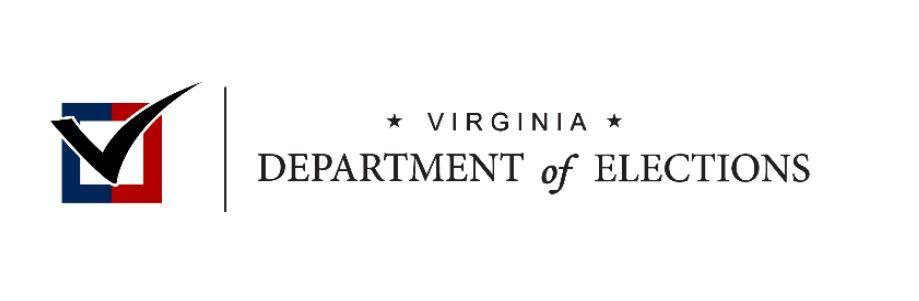 ★ VIRGINIA ★
DEPARTMENT of ELECTIONS